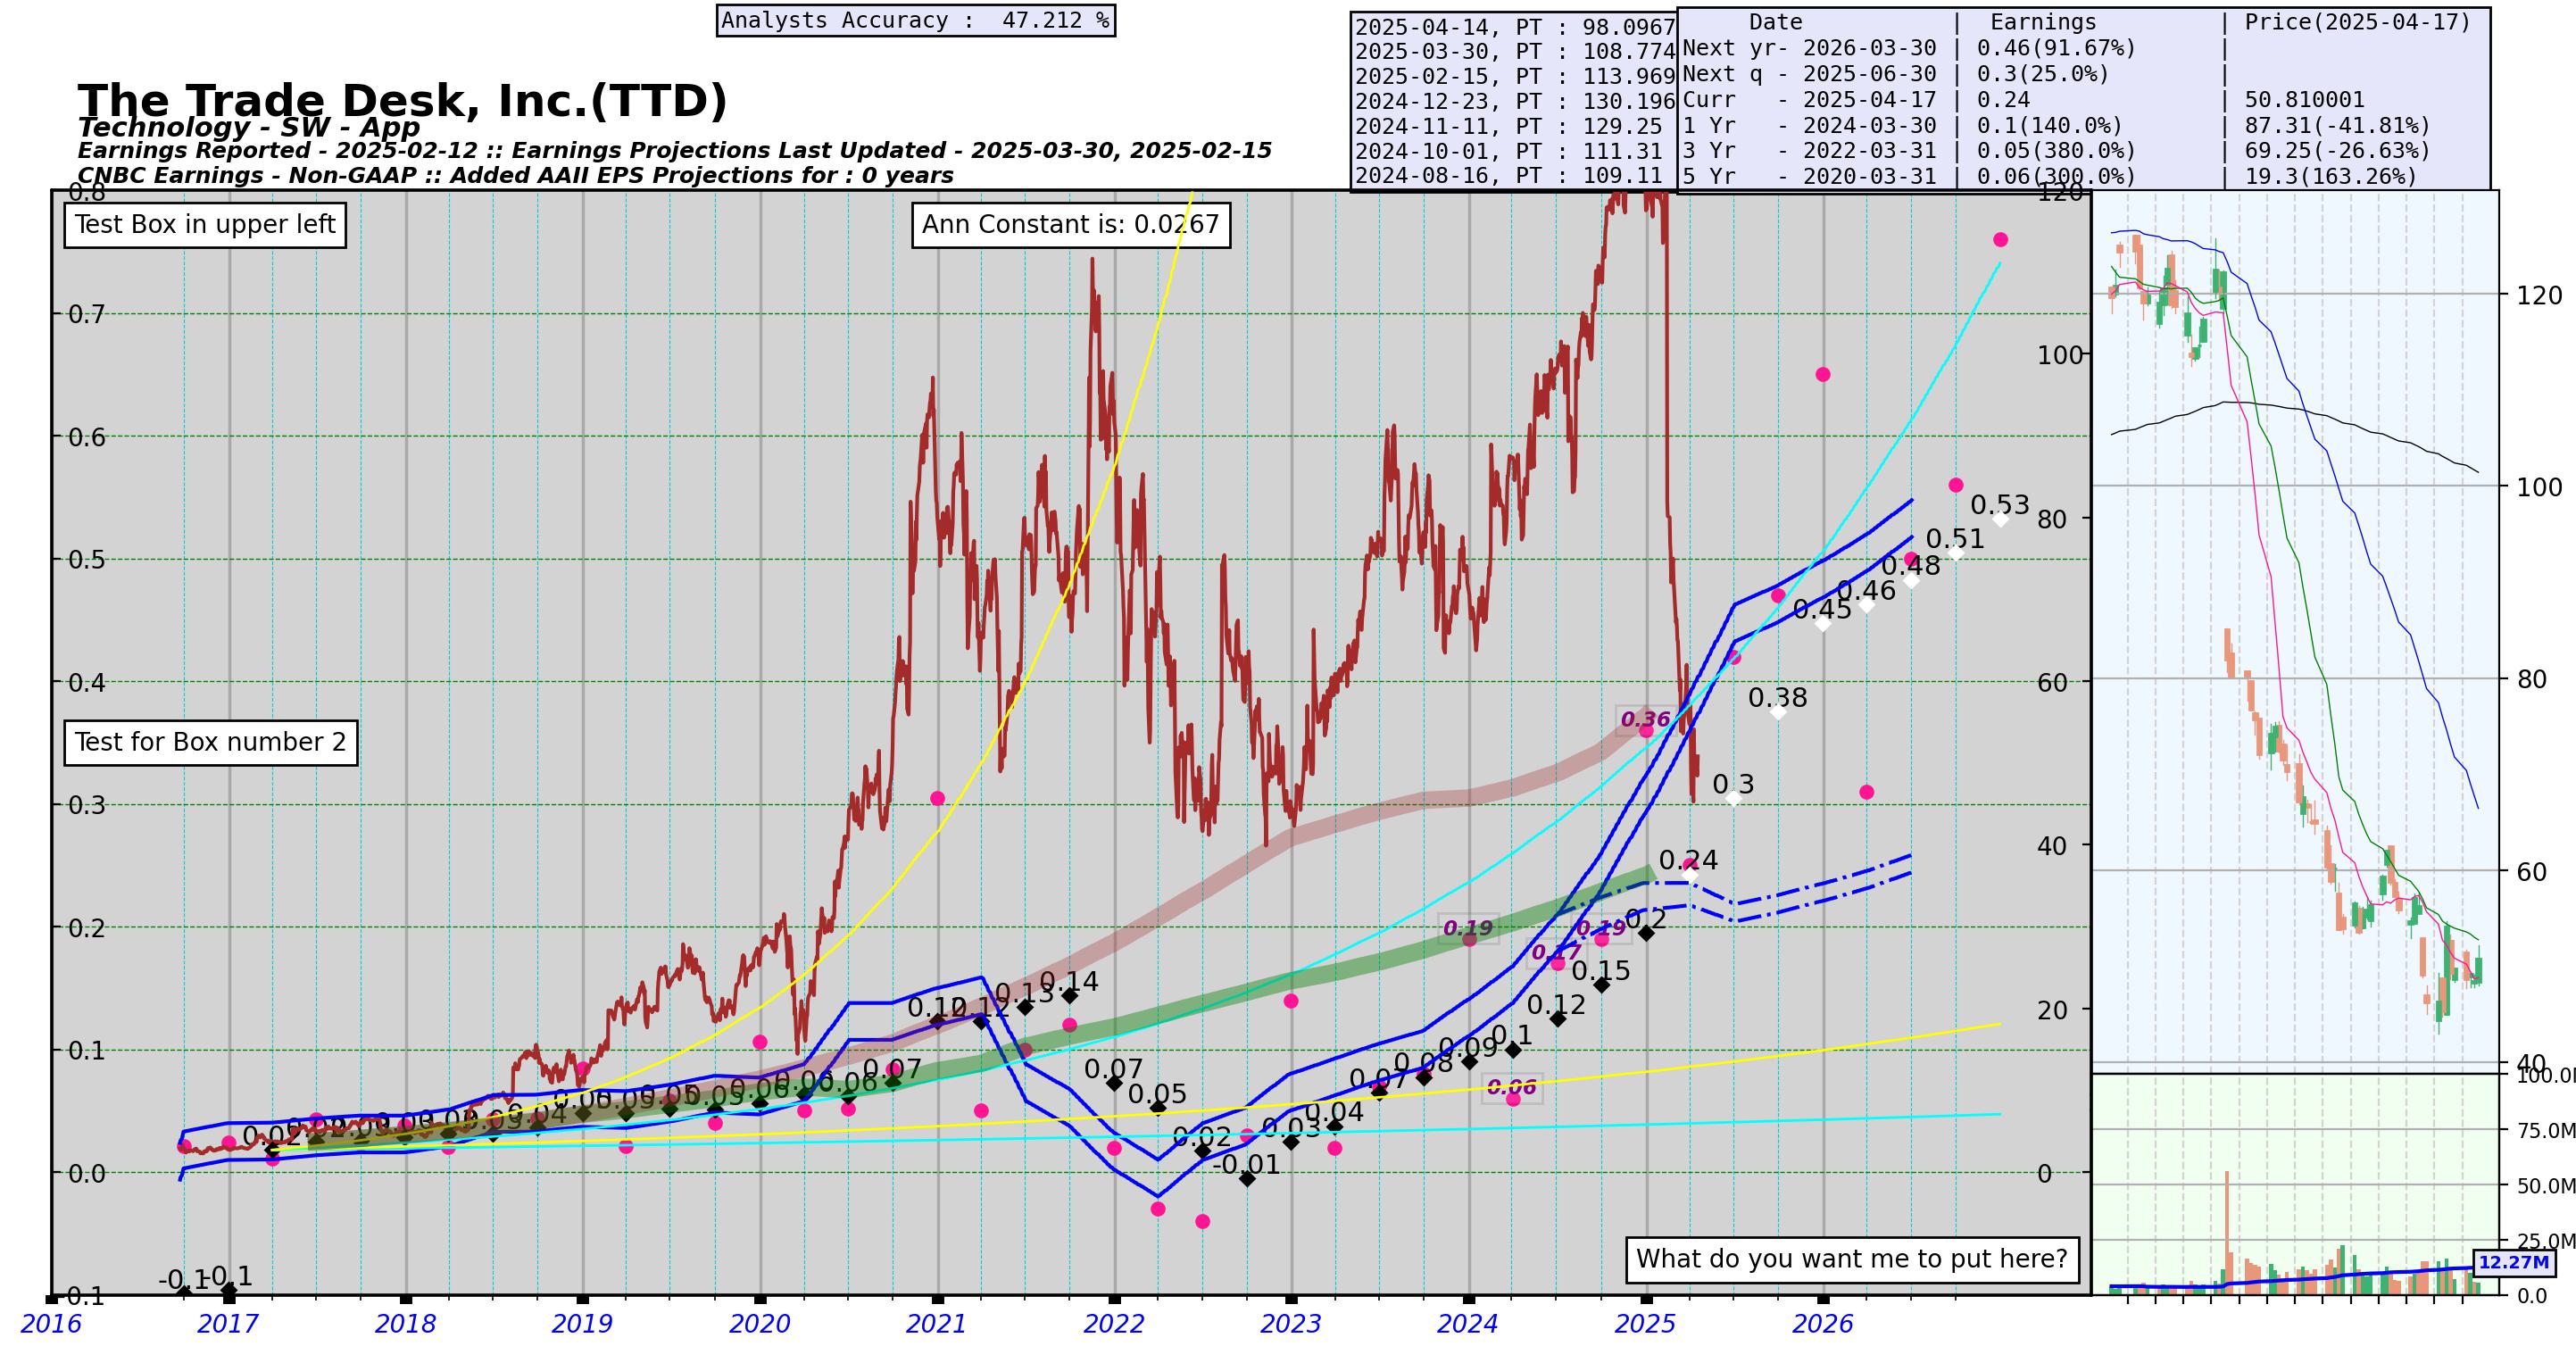 Analysts Accuracy :  47.212 %
The Trade Desk, Inc.(TTD)
Technology - SW - App
Earnings Reported - 2025-02-12 :: Earnings Projections Last Updated - 2025-03-30, 2025-02-15
CNBC Earnings - Non-GAAP :: Added AAII EPS Projections for : 0 years
2025-04-14, PT : 98.0967
2025-03-30, PT : 108.774
2025-02-15, PT : 113.969
2024-12-23, PT : 130.196
2024-11-11, PT : 129.25
2024-10-01, PT : 111.31
2024-08-16, PT : 109.11
Date | Earnings | Price(2025-04-17)
Next yr- 2026-03-30 | 0.46(91.67%) |
Next q - 2025-06-30 | 0.3(25.0%) |
Curr - 2025-04-17 | 0.24 | 50.810001
1 Yr - 2024-03-30 | 0.1(140.0%) | 87.31(-41.81%)
3 Yr - 2022-03-31 | 0.05(380.0%) | 69.25(-26.63%)
5 Yr - 2020-03-31 | 0.06(300.0%) | 19.3(163.26%)
Test Box in upper left
Ann Constant is: 0.0267
Test for Box number 2
What do you want me to put here?
0.8
0.7
0.6
0.5
0.4
0.3
0.2
0.1
0.0
-0.1
120
100
80
60
40
20
0
-0.1
-0.1
0.02
0.06
0.07
0.12
0.12
0.13
0.14
0.07
0.05
0.02
-0.01
0.03
0.04
0.07
0.08
0.09
0.1
0.12
0.15
0.2
0.24
0.3
0.38
0.45
0.46
0.48
0.51
0.53
0.19
0.06
0.17
0.19
0.36
2016 2017 2018 2019 2020 2021 2022 2023 2024 2025 2026
120
100
80
60
40
100.0M
75.0M
50.0M
25.0M
12.27M
0.0